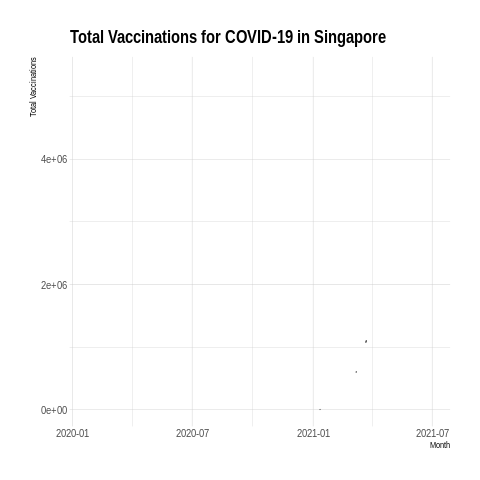 Total Vaccinations for COVID-19 in Singapore
Total Vaccinations
4e+06
2e+06
0e+00
2020-01 2020-07 2021-01 2021-07
Month